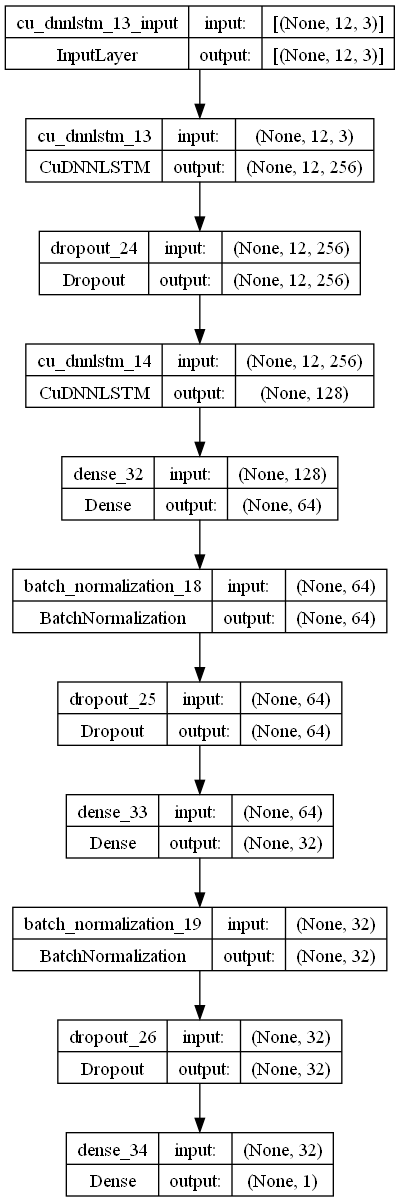 cu_dnnlstm_13_input input: [(None, 12, 3)]
InputLayer output: [(None, 12, 3)]
cu_dnnlstm_13 input: (None, 12, 3)
CuDNNLSTM output: (None, 12, 256)
dropout_24 input: (None, 12, 256)
Dropout output: (None, 12, 256)
cu_dnnlstm_14 input: (None, 12, 256)
CuDNNLSTM output: (None, 128)
dense_32 input: (None, 128)
Dense output: (None, 64)
batch_normalization_18 input: (None, 64)
BatchNormalization output: (None, 64)
dropout_25 input: (None, 64)
Dropout output: (None, 64)
dense_33 input: (None, 64)
Dense output: (None, 32)
batch_normalization_19 input: (None, 32)
BatchNormalization output: (None, 32)
dropout_26 input: (None, 32)
Dropout output: (None, 32)
dense_34 input: (None, 32)
Dense output: (None, 1)